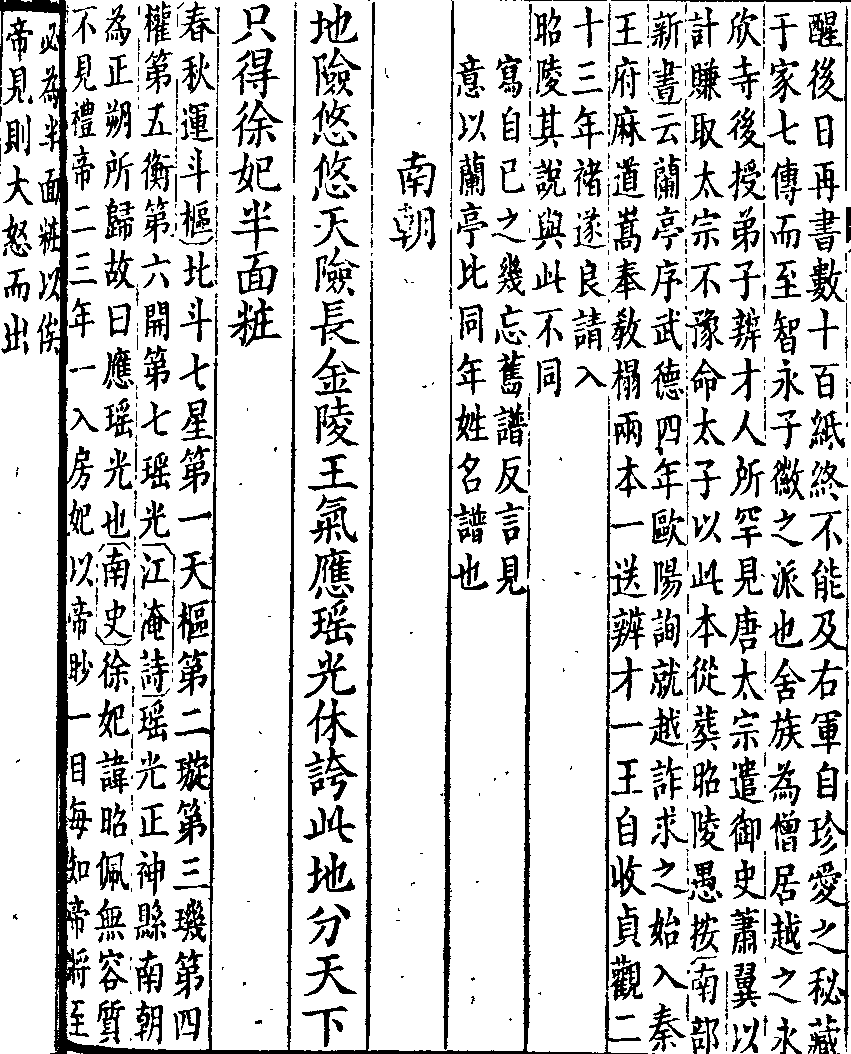 醒後日再書數十百紙終不能及右軍自珍愛之秘藏
于家七傳而至智永子徽之派也舍族為僧居越之永
欣寺後授弟子辨才人所罕見唐太宗遣御史蕭翼以
計賺取太宗不豫命太子以此本從葬昭陵愚按南部
新書云蘭亭序武德四年歐陽詢就越詐求之始入秦
王府麻道嵩奉敎榻兩本一送辨才一王自收貞觀二
十三年褚遂良請入
昭陵其說與此不同
寫自已之幾忘舊譜反言見
意以蘭亭比同年姓名譜也
南朝
地險悠悠天險長金陵王氣應瑶光休誇此地分天下
只得徐妃半面粧
春秋運斗樞北斗七星第一天樞第二璇第三璣第四
權第五衡第六開第七瑶光江淹詩瑶光正神縣南朝
為正朔所歸故曰應瑶光也南史徐妃諱昭佩無容質
不見禮帝二三年一入房妃以帝眇一目每知帝將至
必為半面粧以俟
帝見則大怒而出